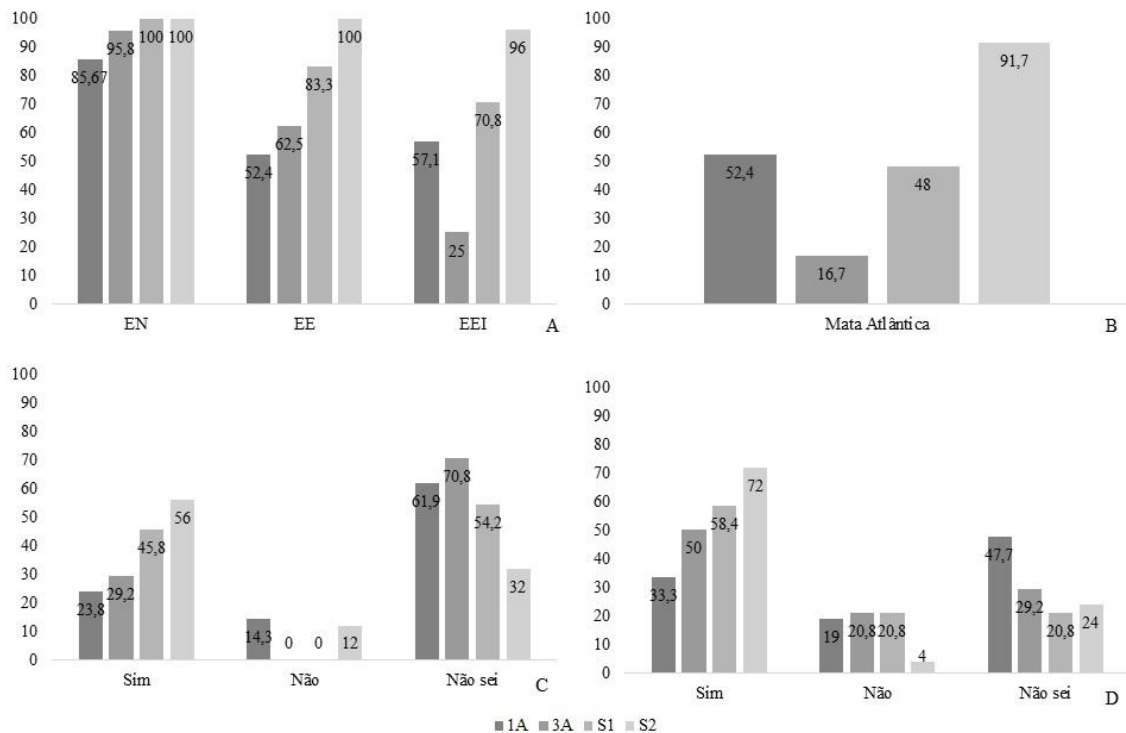 100
90
80
70
60
50
40
30
20
10
0
85,67 95,8 100 100
52,4 62,5 83,3 100
57,1 25 70,8 96
EN EE EEI A
100
90
80
70
60
50
40
30
20
10
0
52,4 16,7 48 91,7
Mata Atlântica B
100
90
80
70
60
50
40
30
20
10
0
23,8 29,2 45,8 56
14,3 0 0 12
61,9 70,8 54,2 32
Sim Não Não sei C
100
90
80
70
60
50
40
30
20
10
0
33,3 50 58,4 72
19 20,8 20,8 4
47,7 29,2 20,8 24
Sim Não Não sei D
1A 3A S1 S2